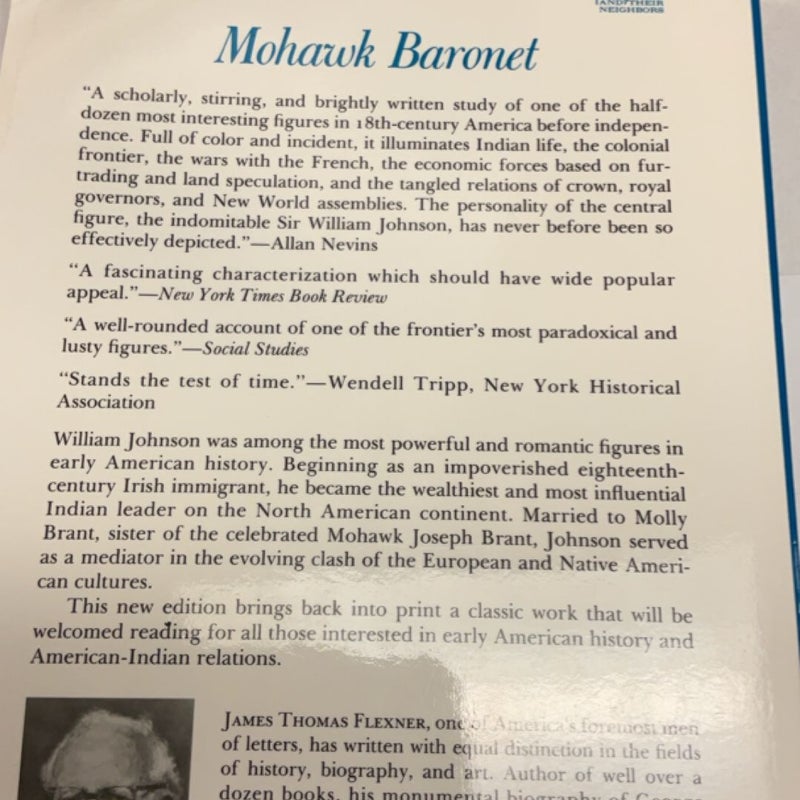 AND THEIR
NEIGHBORS
Mohawk Baronet
“A scholarly, stirring, and brightly written study of one of the half-
dozen most interesting figures in 18th-century America before indepen-
dence. Full of color and incident, it illuminates Indian life, the colonial
frontier, the wars with the French, the economic forces based on fur-
trading and land speculation, and the tangled relations of crown, royal
governors, and New World assemblies. The personality of the central
figure, the indomitable Sir William Johnson, has never before been so
effectively depicted.”—Allan Nevins
“A fascinating characterization which should have wide popular
appeal.”—New York Times Book Review
“A well-rounded account of one of the frontier’s most paradoxical and
lusty figures.”—Social Studies
“Stands the test of time.”—Wendell Tripp, New York Historical
Association
William Johnson was among the most powerful and romantic figures in
early American history. Beginning as an impoverished eighteenth-
century Irish immigrant, he became the wealthiest and most influential
Indian leader on the North American continent. Married to Molly
Brant, sister of the celebrated Mohawk Joseph Brant, Johnson served
as a mediator in the evolving clash of the European and Native Ameri-
can cultures.
This new edition brings back into print a classic work that will be
welcomed reading for all those interested in early American history and
American-Indian relations.
JAMES THOMAS FLEXNER, one of America’s foremost men
of letters, has written with equal distinction in the fields
of history, biography, and art. Author of well over a
dozen books, his monumental biography of George